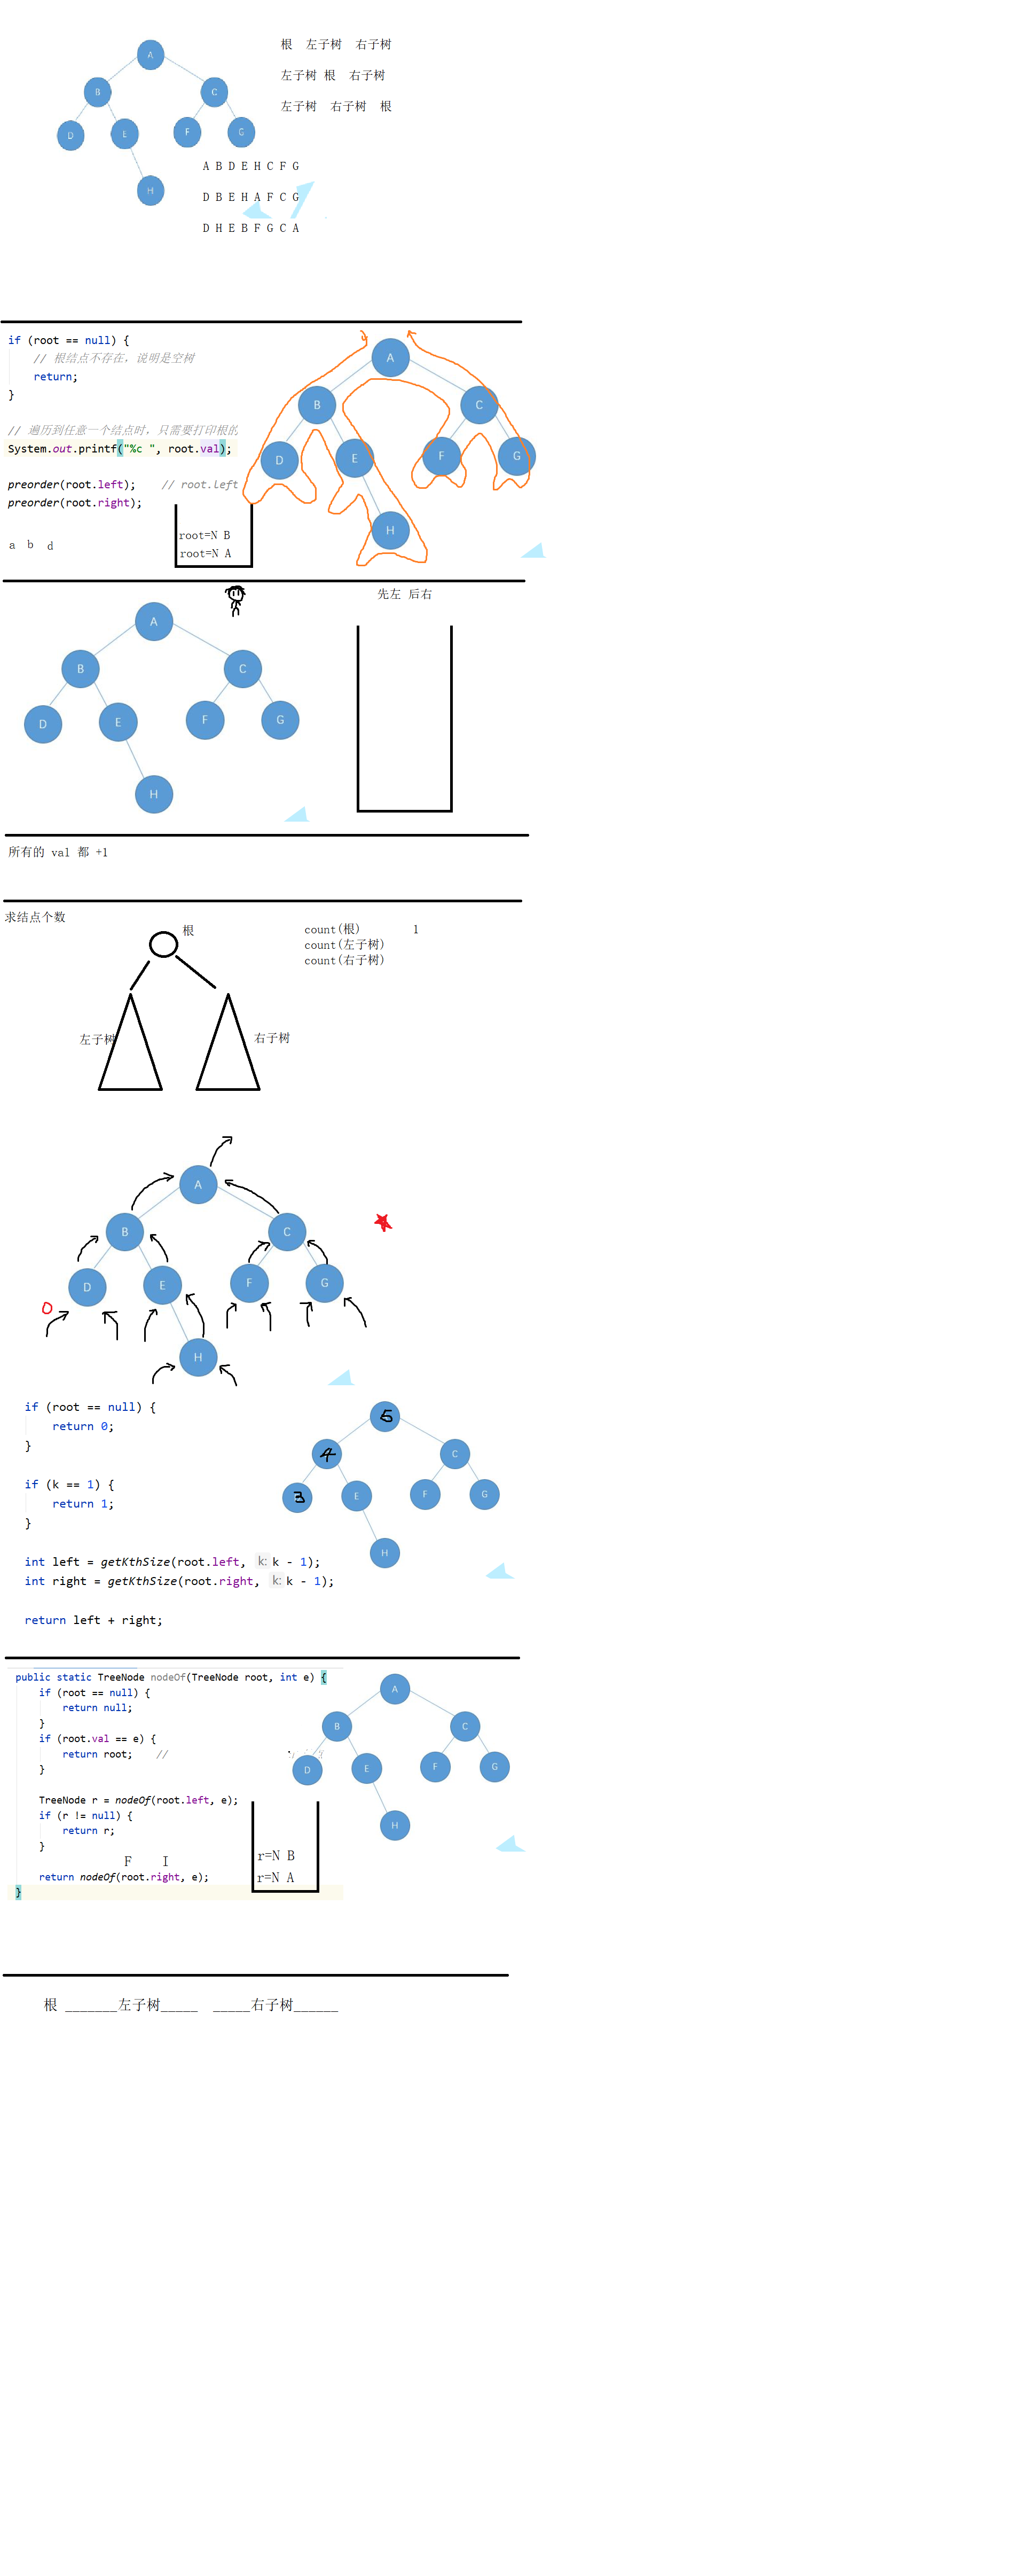 根 左子树 右子树
左子树 根 右子树
左子树 右子树 根
A
B C
D E F G
H
A B D E H C F G
D B E H A F C G
D H E B F G C A
if (root == null) {
// 根结点不存在，说明是空树
return;
}
// 遍历到任意一个结点时，只需要打印根的
System.out.printf("%c ", root.val);
preorder(root.left); // root.left
preorder(root.right);
a b d
root=N B
root=N A
A
B C
D E F G
H
先左 后右
A
B C
D E F G
H
所有的 val 都 +1
求结点个数
根
左子树 右子树
count(根) 1
count(左子树)
count(右子树)
A
B C
D E F G
0
H
if (root == null) {
return 0;
}
if (k == 1) {
return 1;
}
int left = getKthSize(root.left, k: k - 1);
int right = getKthSize(root.right, k: k - 1);
return left + right;
5
4 C
3 E F G
H
public static TreeNode nodeOf(TreeNode root, int e) {
if (root == null) {
return null;
}
if (root.val == e) {
return root; //
}
TreeNode r = nodeOf(root.left, e);
if (r != null) {
return r;
}
F I
return nodeOf(root.right, e);
}
r=N B
r=N A
A
B C
D E F G
H
根 _______左子树_____ _____右子树______